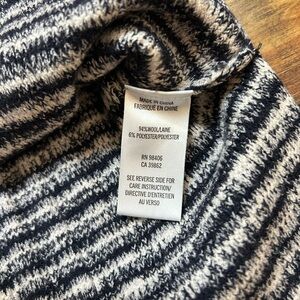 MADE IN CHINA
FABRIQUÉ EN CHINE
94%WOOL/LAINE
6% POLYESTER/POLYESTER
RN 98406
CA 39862
SEE REVERSE SIDE FOR
CARE INSTRUCTION/
DIRECTIVE D'ENTRETIEN
AU VERSO